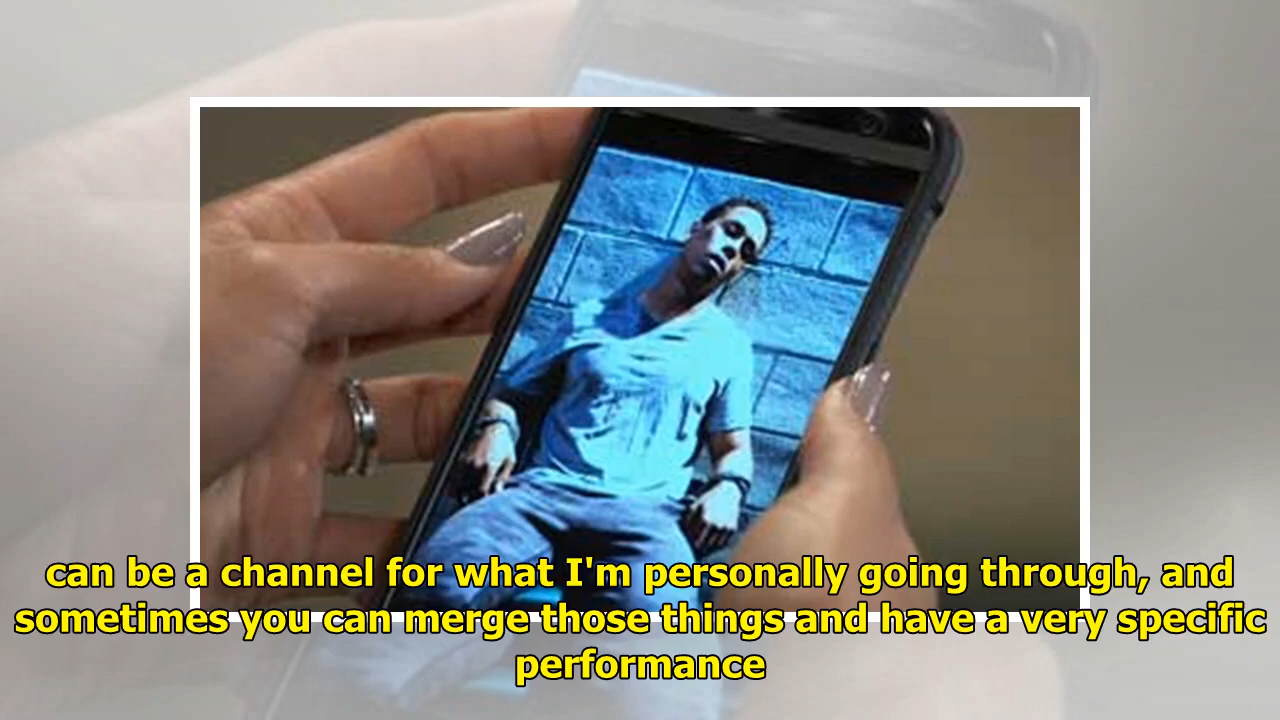 can be a channel for what I'm personally going through, and
sometimes you can merge those things and have a very specific
performance